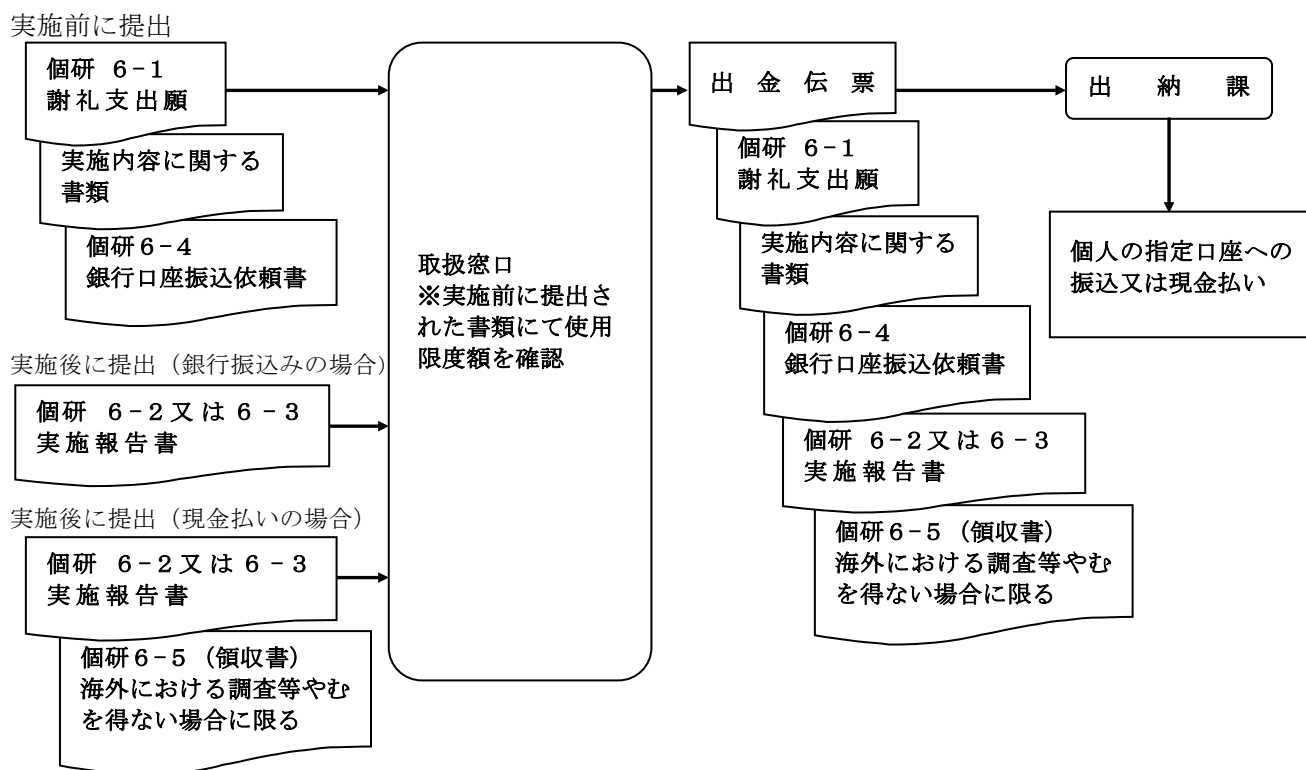 実施前に提出
個研 6-1
謝礼支出願
実施内容に関する
書類
個研6-4
銀行口座振込依頼書
実施後に提出（銀行振込みの場合）
個研 6-2又は6-3
実施報告書
実施後に提出（現金払いの場合）
個研 6-2又は6-3
実施報告書
個研6-5（領収書）
海外における調査等やむ
を得ない場合に限る
取扱窓口
※実施前に提出さ
れた書類にて使用
限度額を確認
出金伝票
個研 6-1
謝礼支出願
実施内容に関する
書類
個研6-4
銀行口座振込依頼書
個研 6-2又は6-3
実施報告書
個研6-5（領収書）
海外における調査等やむ
を得ない場合に限る
出納課
個人の指定口座への
振込又は現金払い